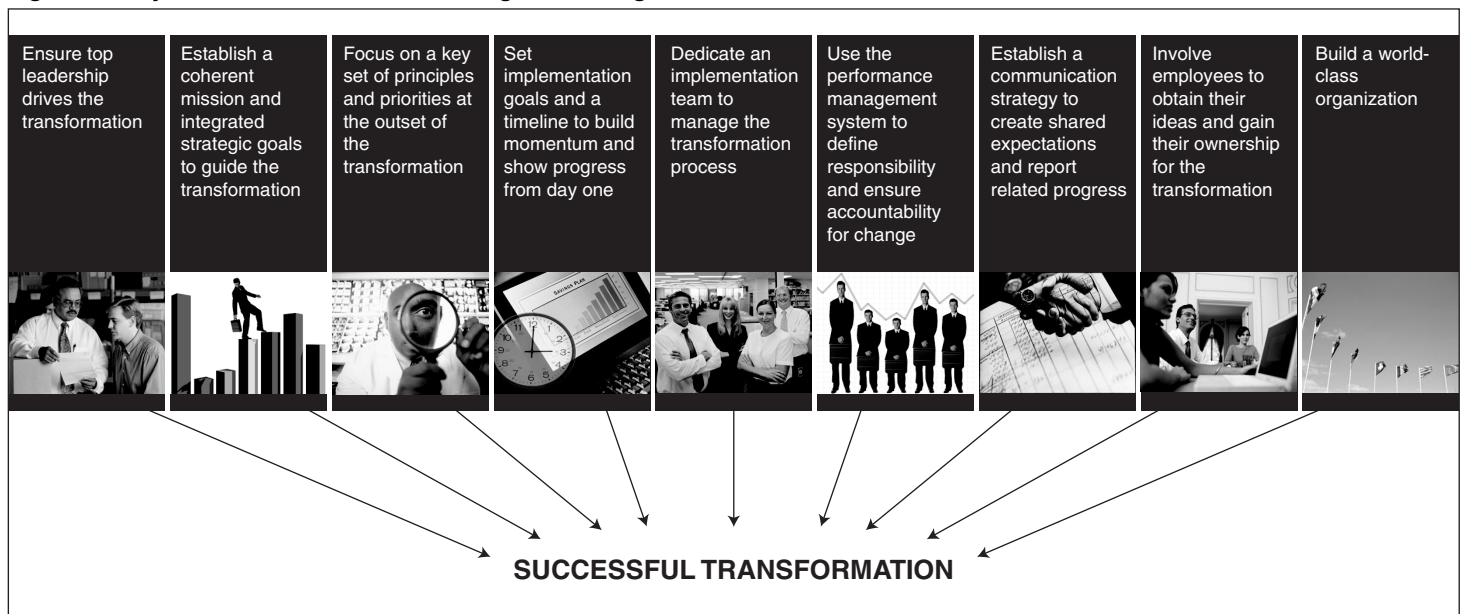 Ensure top
leadership
drives the
transformation
Establish a
coherent
mission and
integrated
strategic goals
to guide the
transformation
Focus on a key
set of principles
and priorities at
the outset of
the
transformation
Set
implementation
goals and a
timeline to build
momentum and
show progress
from day one
Dedicate an
implementation
team to
manage the
transformation
process
Use the
performance
management
system to
define
responsibility
and ensure
accountability
for change
Establish a
communication
strategy to
create shared
expectations
and report
related progress
Involve
employees to
obtain their
ideas and gain
their ownership
for the
transformation
Build a world-
class
organization
SAVINGS PLAN
SUCCESSFUL TRANSFORMATION